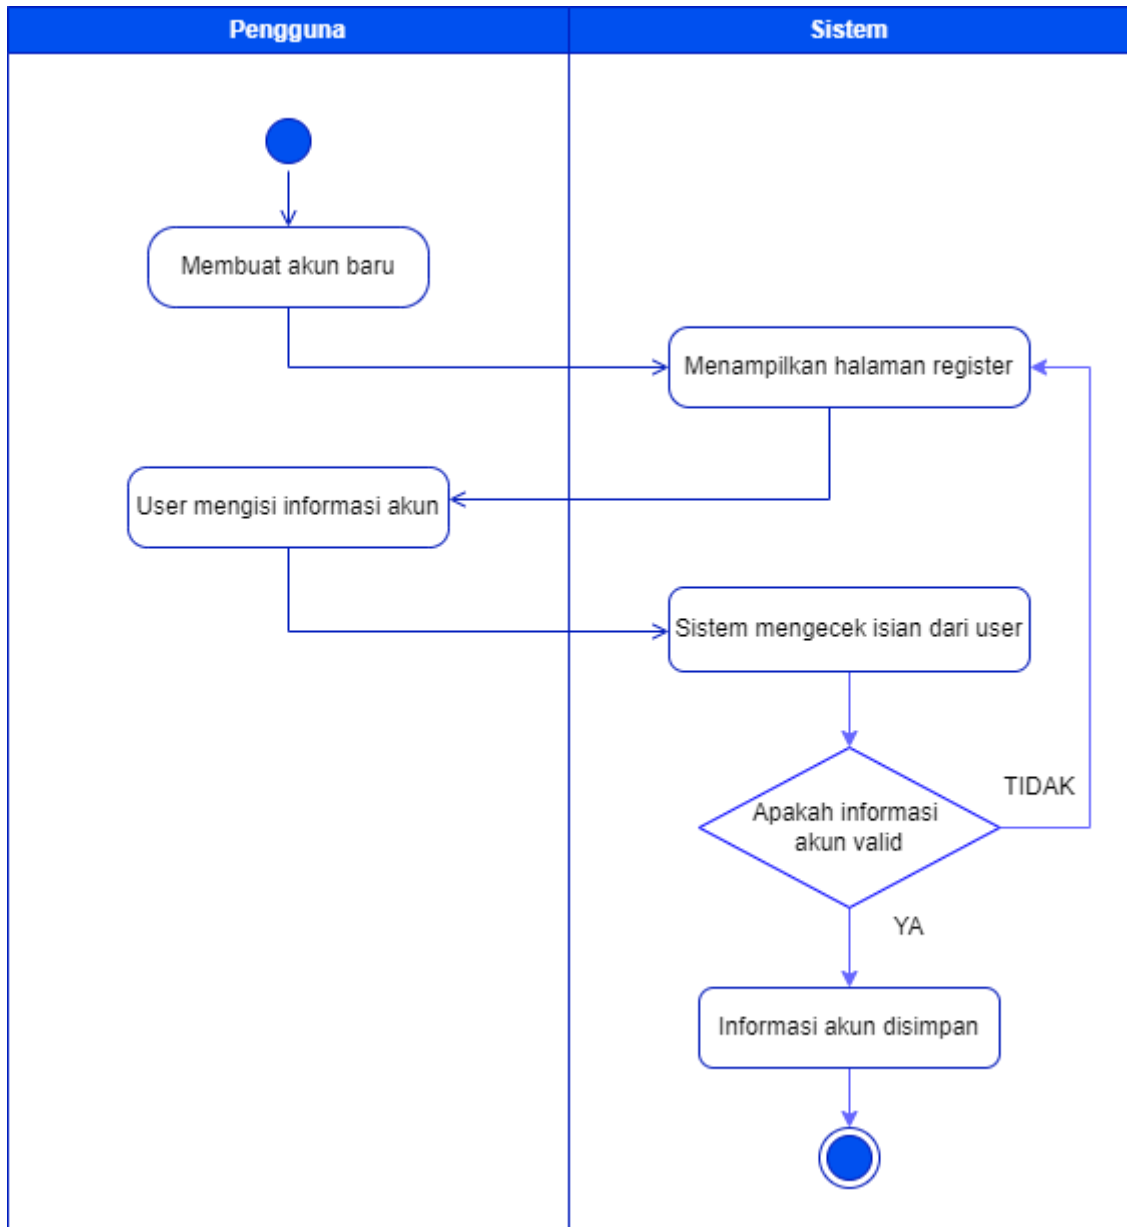 Pengguna
Sistem
Membuat akun baru
Menampilkan halaman register
User mengisi informasi akun
Sistem mengecek isian dari user
Apakah informasi
akun valid
TIDAK
YA
Informasi akun disimpan